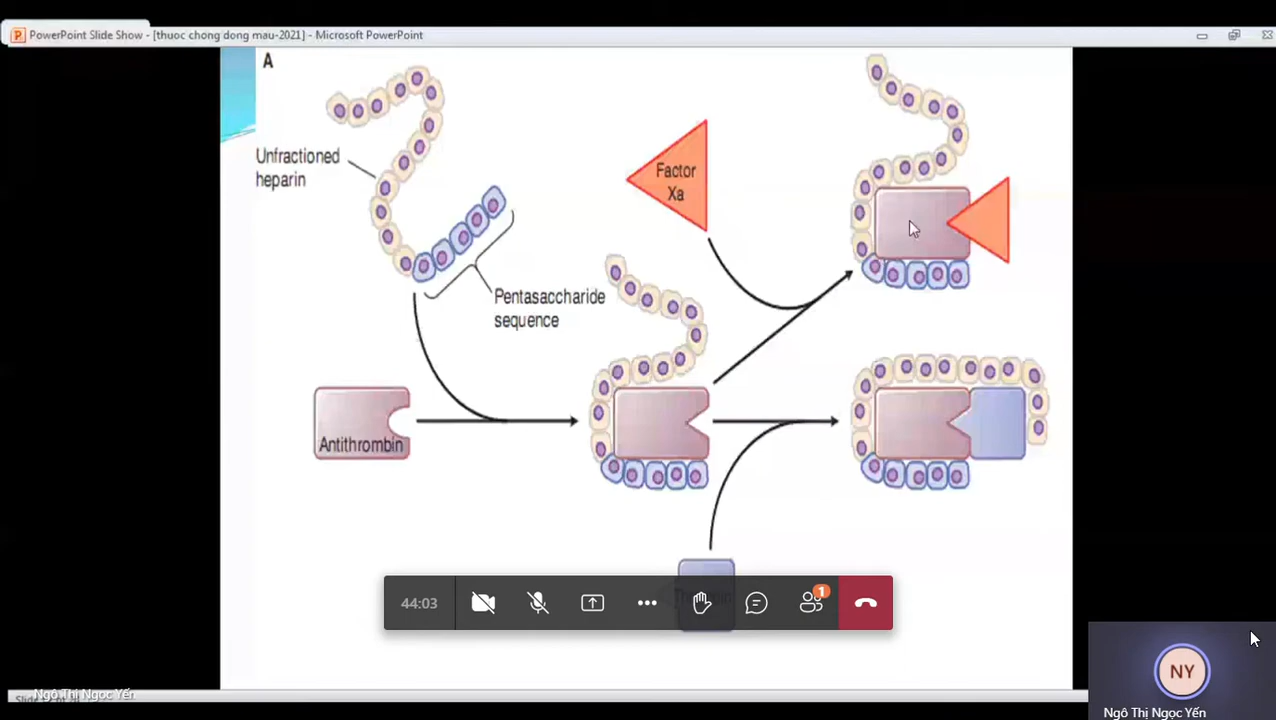 PowerPoint Slide Show - [thuoc chong dong mau-2021] - Microsoft PowerPoint
A
Unfractioned
heparin
Factor
Xa
Pentasaccharide
sequence
Antithrombin
44:03
1
NY
Ngô Thị Ngọc Yến
Ngô Thị Ngọc Yến